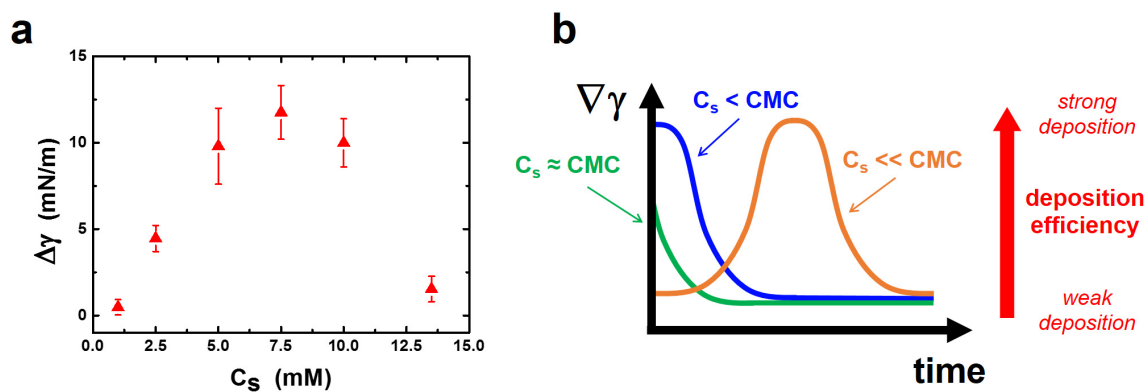 a
15
10
5
0
Δγ (mN/m)
0.0 2.5 5.0 7.5 10.0 12.5 15.0
Cs (mM)
b
∇γ
Cs < CMC
Cs ≈ CMC
Cs << CMC
time
strong
deposition
deposition
efficiency
weak
deposition